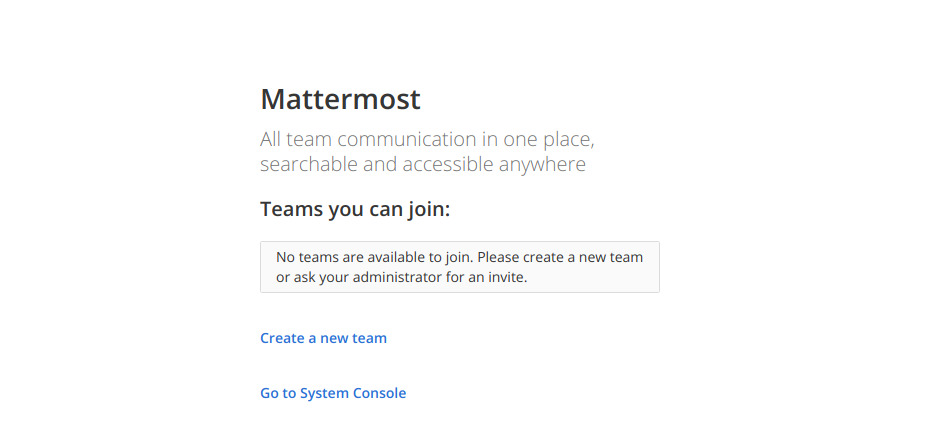 Mattermost
All team communication in one place,
searchable and accessible anywhere
Teams you can join:
No teams are available to join. Please create a new team
or ask your administrator for an invite.
Create a new team
Go to System Console